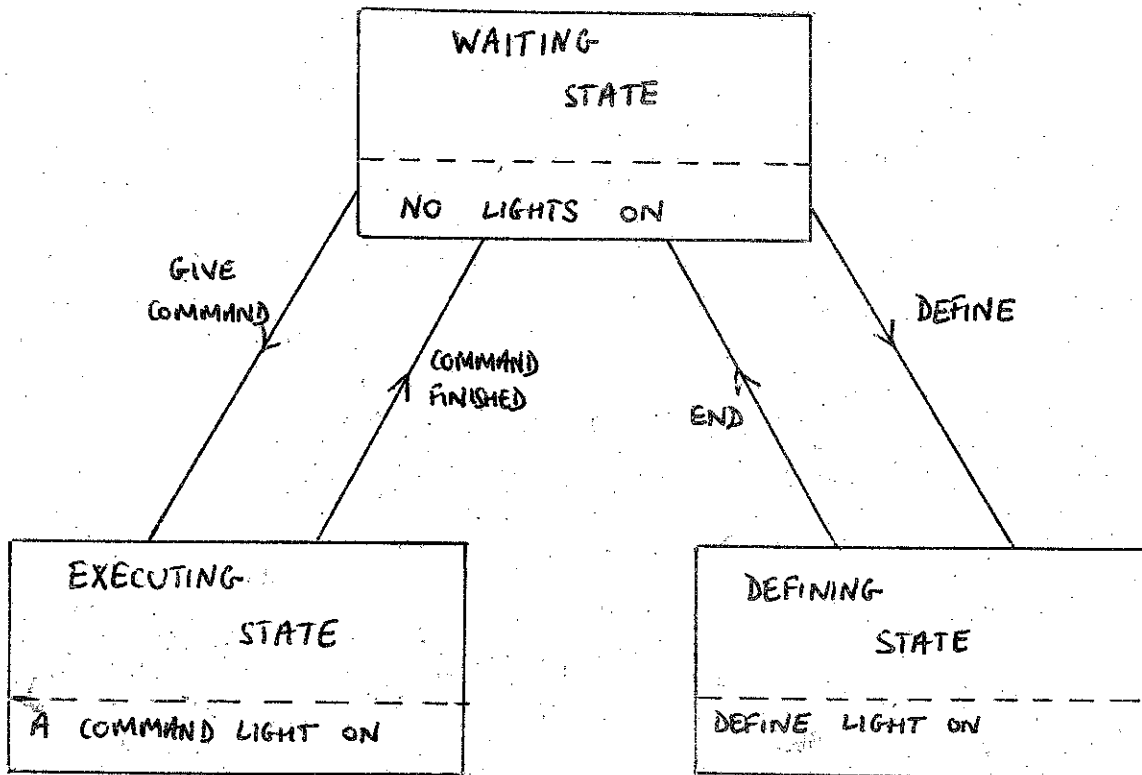 WAITING
STATE
NO LIGHTS ON
GIVE
COMMAND
DEFINE
COMMAND
FINISHED
END
EXECUTING
STATE
A COMMAND LIGHT ON
DEFINING
STATE
DEFINE LIGHT ON